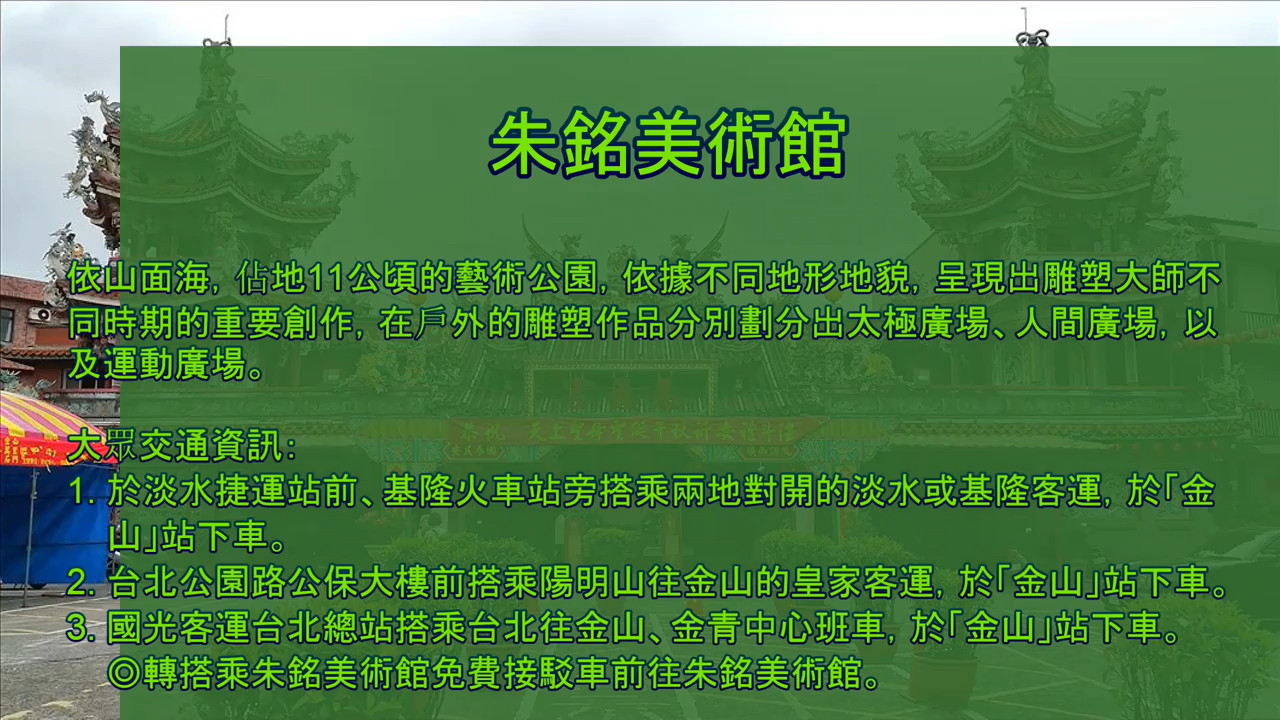 朱銘美術館
依山面海，佔地11公頃的藝術公園，依據不同地形地貌，呈現出雕塑大師不
同時期的重要創作，在戶外的雕塑作品分別劃分出太極廣場、人間廣場，以
及運動廣場。
大眾交通資訊：
1. 於淡水捷運站前、基隆火車站旁搭乘兩地對開的淡水或基隆客運，於「金
山」站下車。
2. 台北公園路公保大樓前搭乘陽明山往金山的皇家客運，於「金山」站下車。
3. 國光客運台北總站搭乘台北往金山、金青中心班車，於「金山」站下車。
◎轉搭乘朱銘美術館免費接駁車前往朱銘美術館。